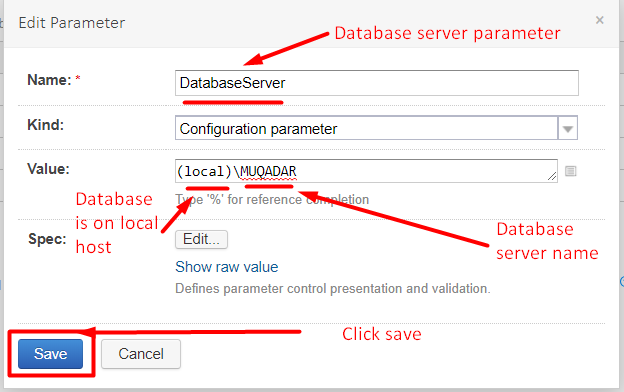 Edit Parameter
×
Database server parameter
Name: *
DatabaseServer
Kind:
Configuration parameter
Value:
(local)\MUQADAR
Type '%' for reference completion
Database
is on local
host
Spec:
Edit...
Database
server name
Show raw value
Defines parameter control presentation and validation.
Click save
Save
Cancel